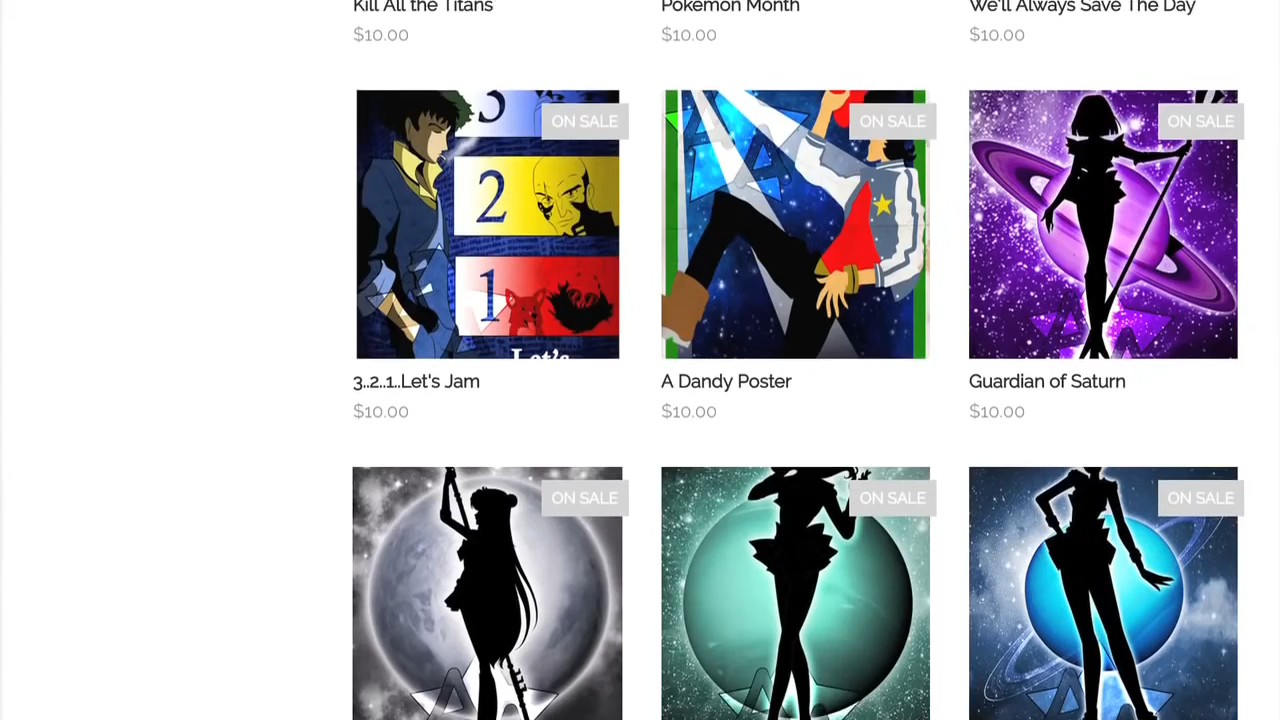 Kill All the Titans
Pokemon Month
We'll Always Save The Day
$10.00
$10.00
$10.00
3
ON SALE
ON SALE
ON SALE
2
1
Let's
3..2..1..Let's Jam
A Dandy Poster
Guardian of Saturn
$10.00
$10.00
$10.00
ON SALE
ON SALE
ON SALE